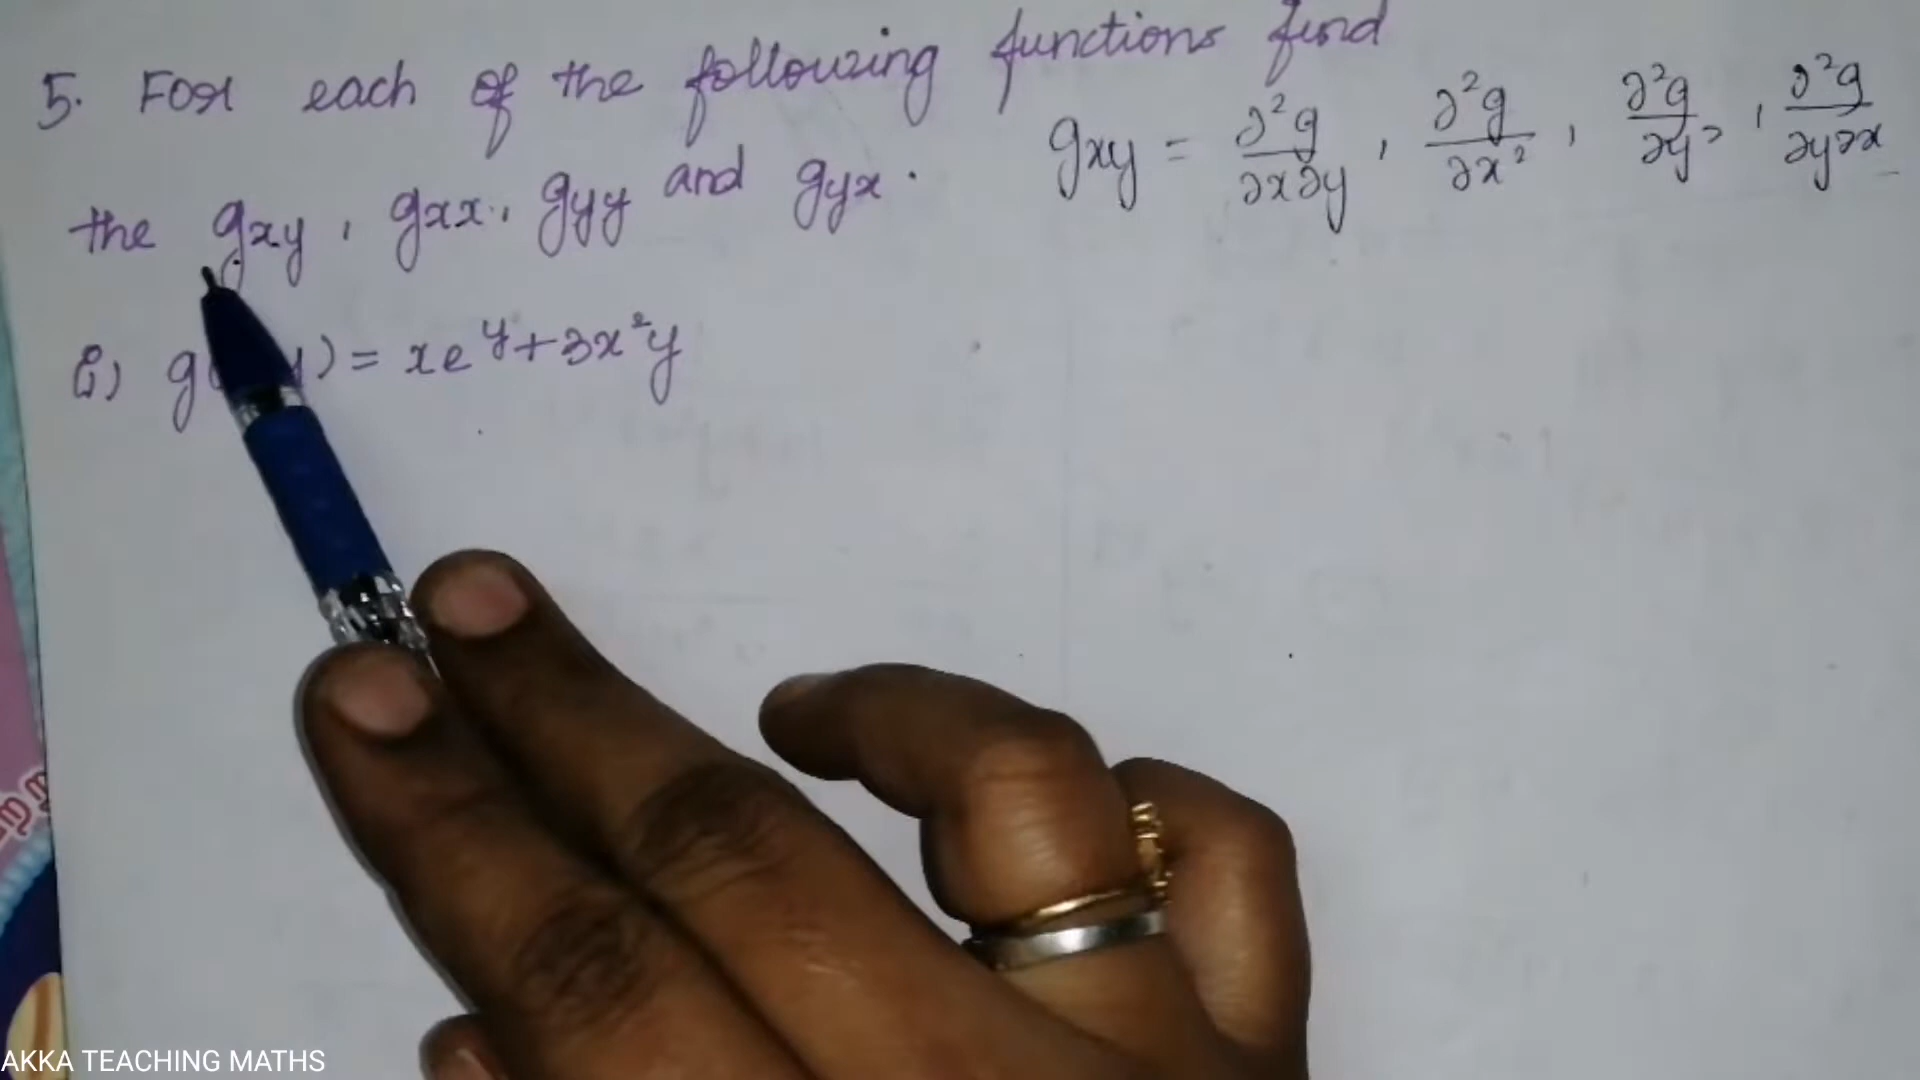 5. For each of the following functions find
the gxy, gxx, gyy and gyx.
gxy = ∂²g/∂x∂y, ∂²g/∂x², ∂²g/∂y², ∂²g/∂y∂x
(i) g( ) = xe^y+3x²y
AKKA TEACHING MATHS